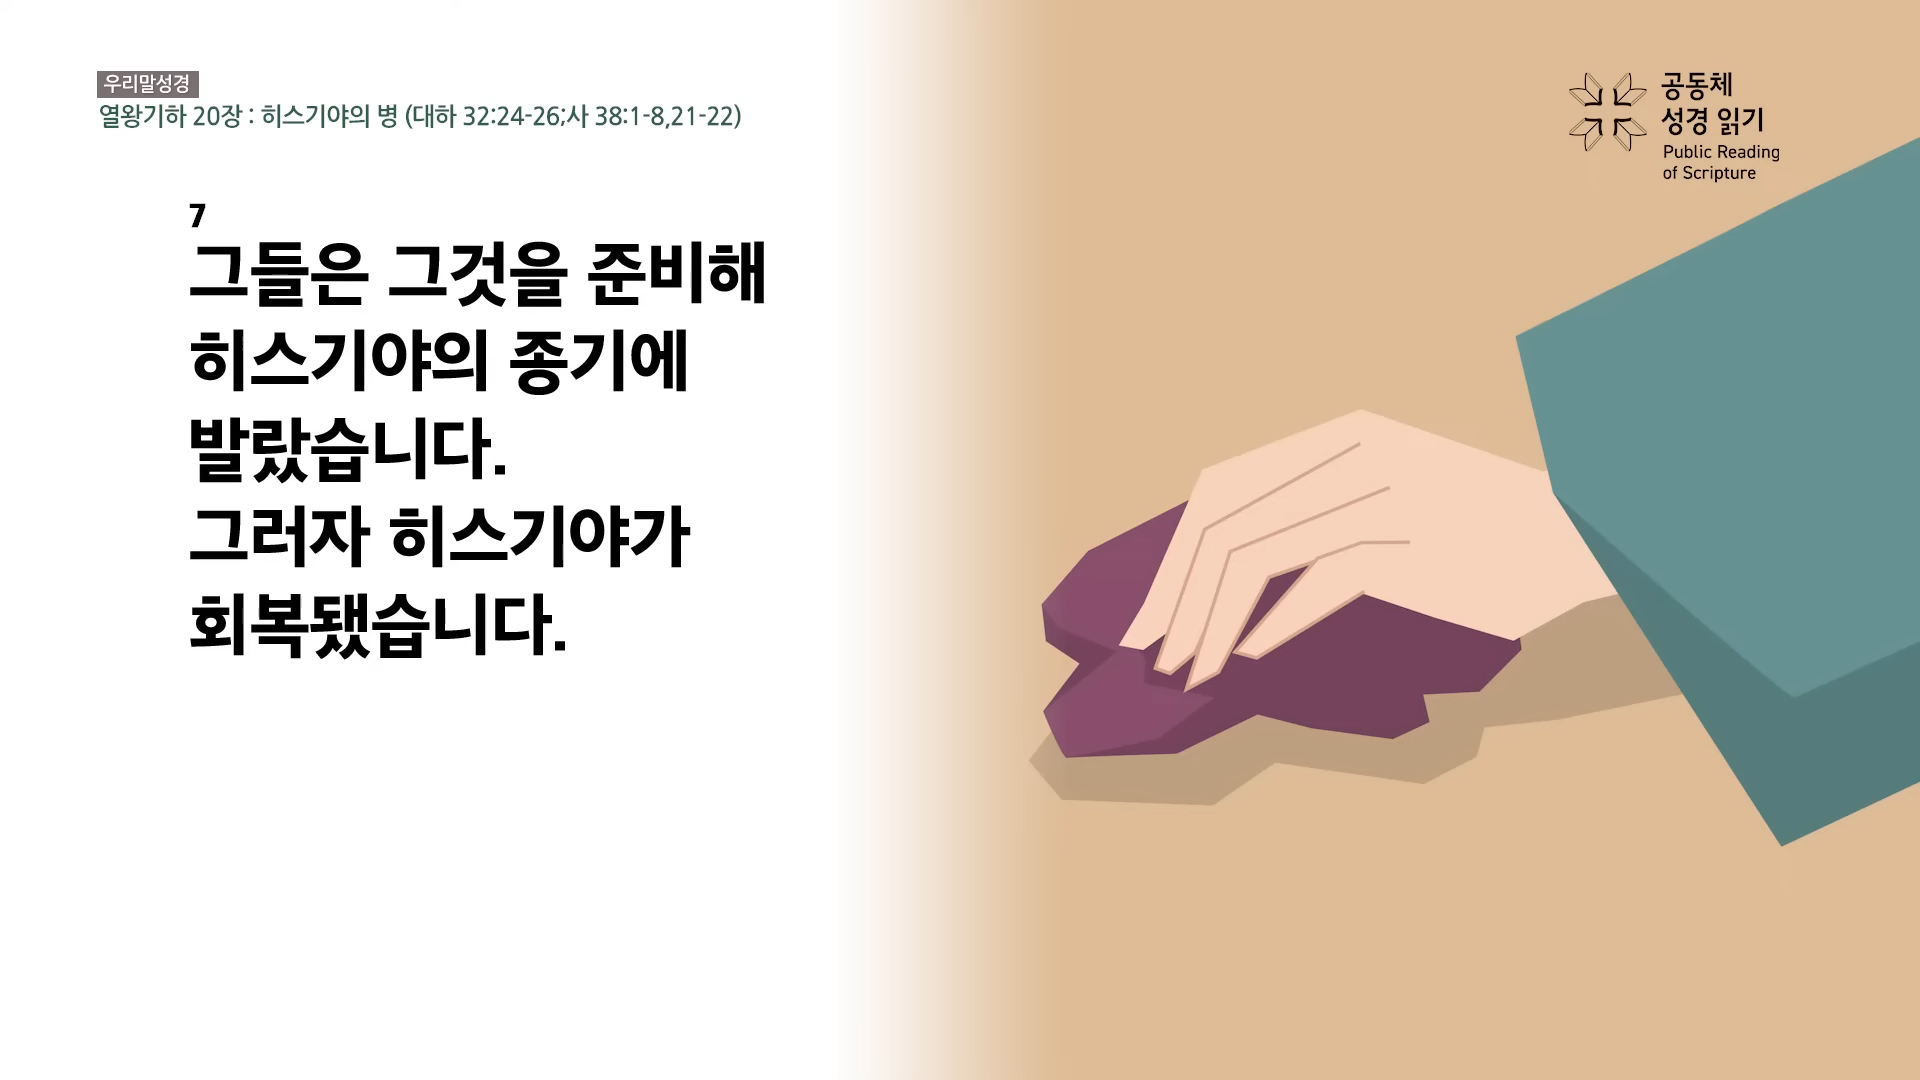 우리말성경
열왕기하 20장 : 히스기야의 병 (대하 32:24-26;사 38:1-8,21-22)
공동체
성경 읽기
Public Reading
of Scripture
7
그들은 그것을 준비해
히스기야의 종기에
발랐습니다.
그러자 히스기야가
회복됐습니다.